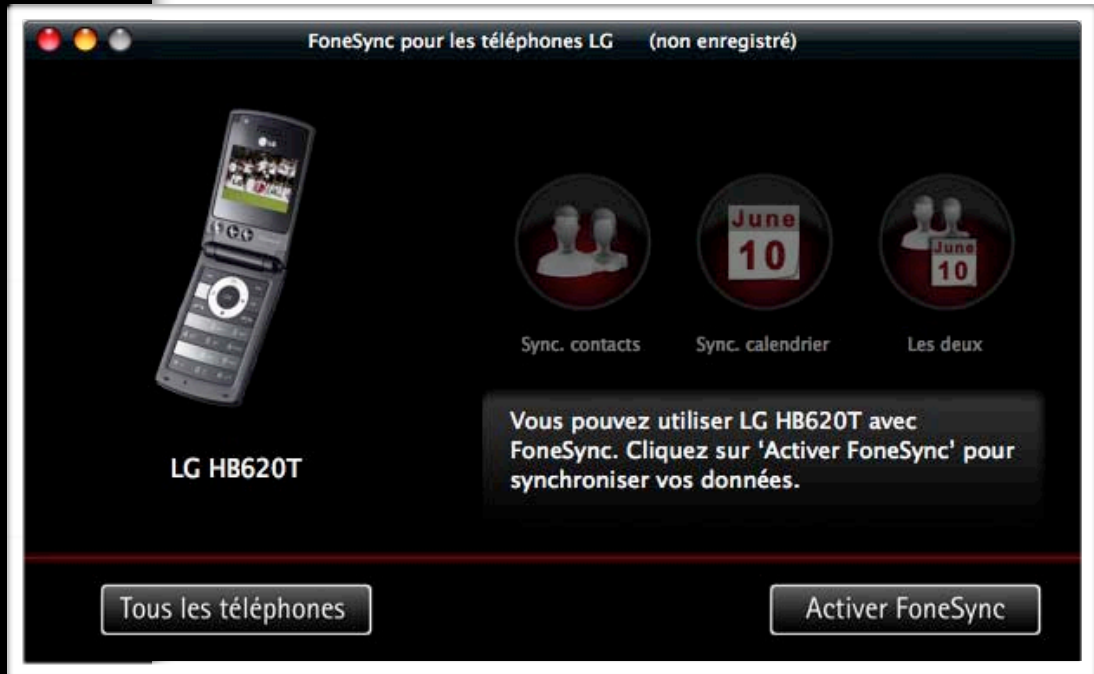 FoneSync pour les téléphones LG (non enregistré)
LG
June
10
June
10
Sync. contacts
Sync. calendrier
Les deux
LG HB620T
Vous pouvez utiliser LG HB620T avec
FoneSync. Cliquez sur ‘Activer FoneSync’ pour
synchroniser vos données.
Tous les téléphones
Activer FoneSync